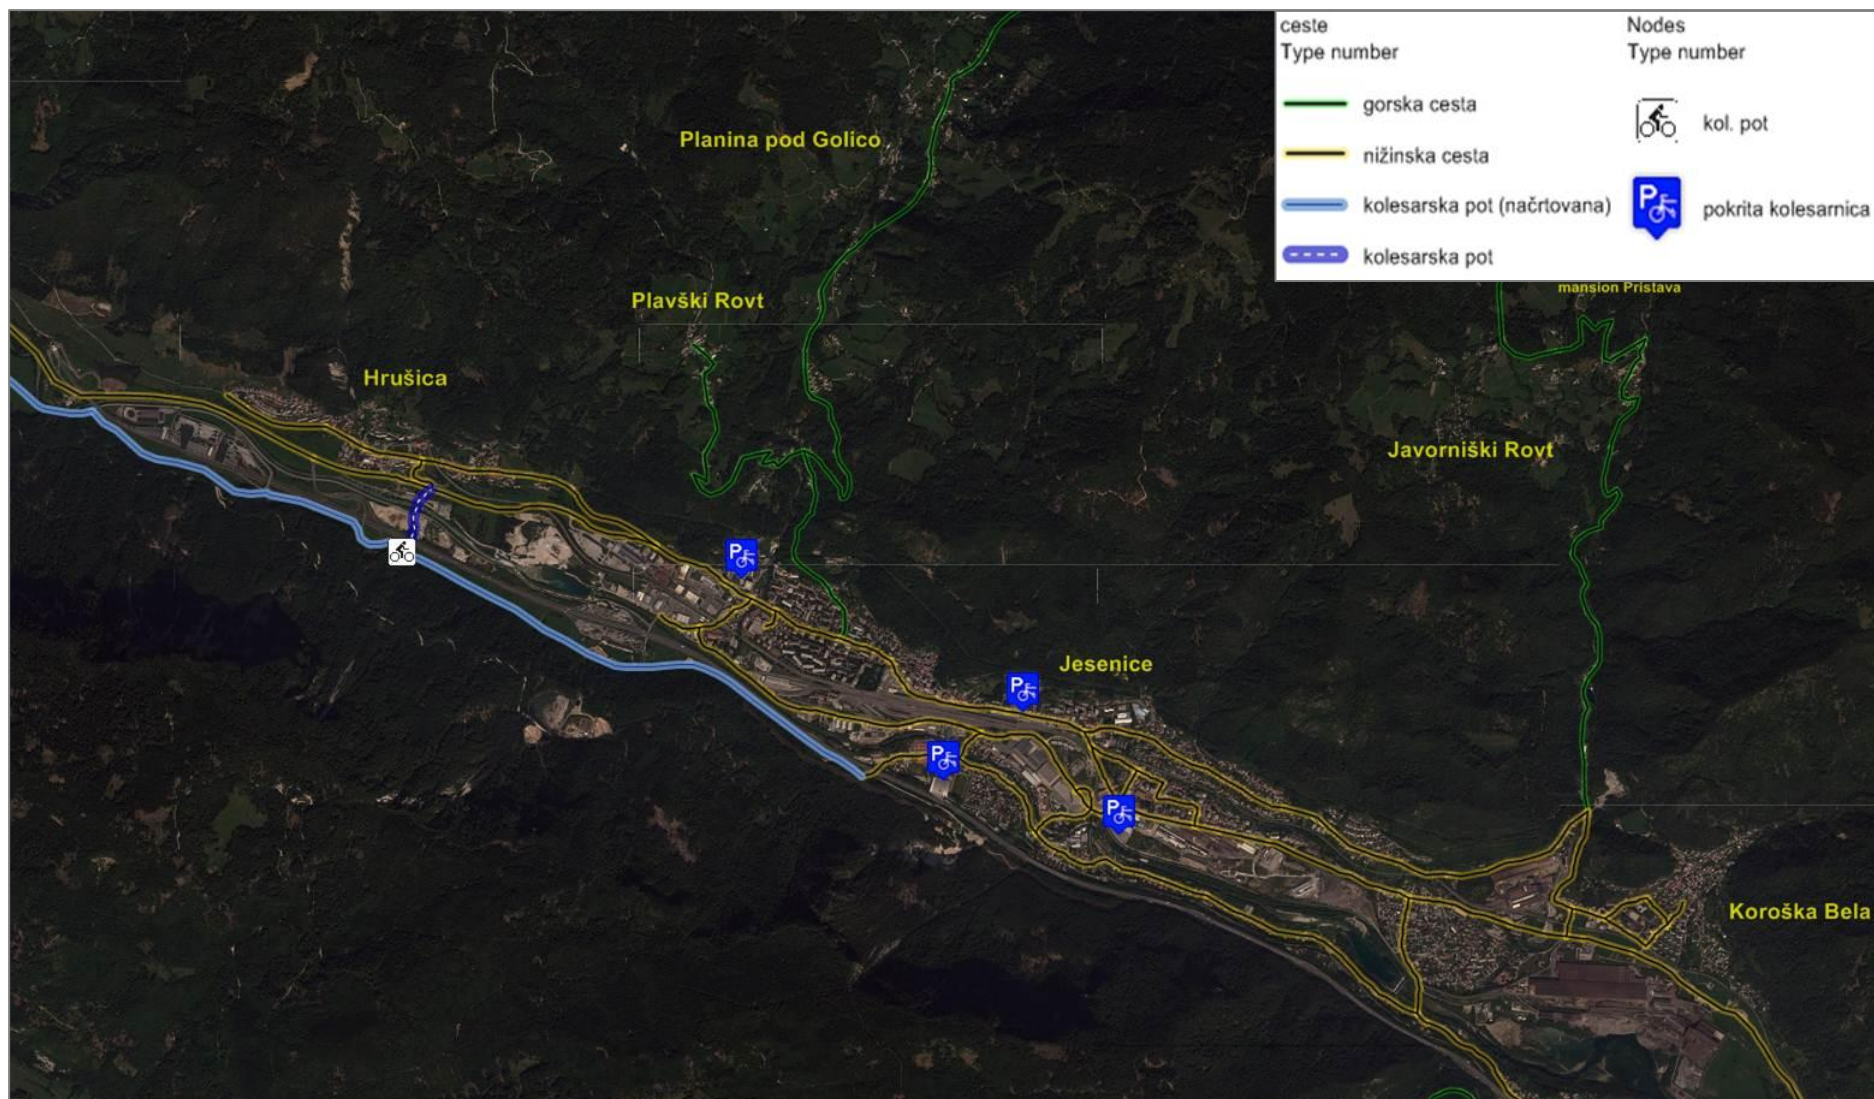 ceste
Type number
gorska cesta
nižinska cesta
kolesarska pot (načrtovana)
kolesarska pot
Nodes
Type number
kol. pot
P
pokrita kolesarnica
mansion Pristava
Planina pod Golico
Plavški Rovt
Hrušica
Javorniški Rovt
P
Jesenice
P
P
P
Koroška Bela